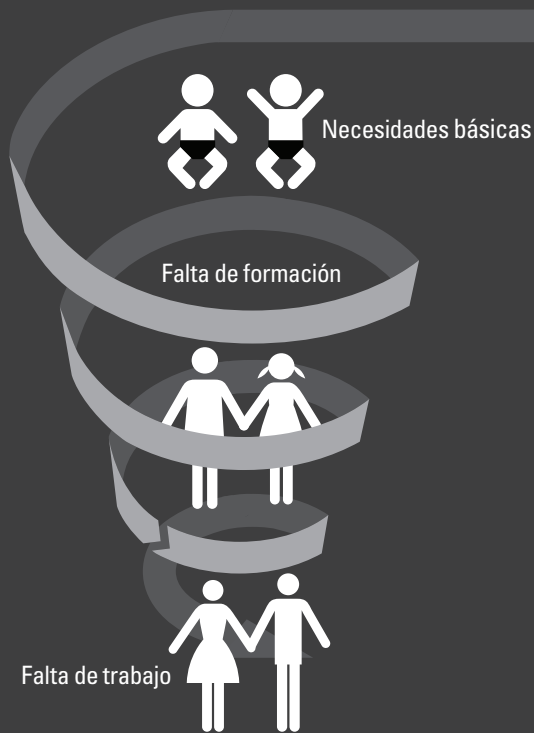 Necesidades básicas
Falta de formación
Falta de trabajo